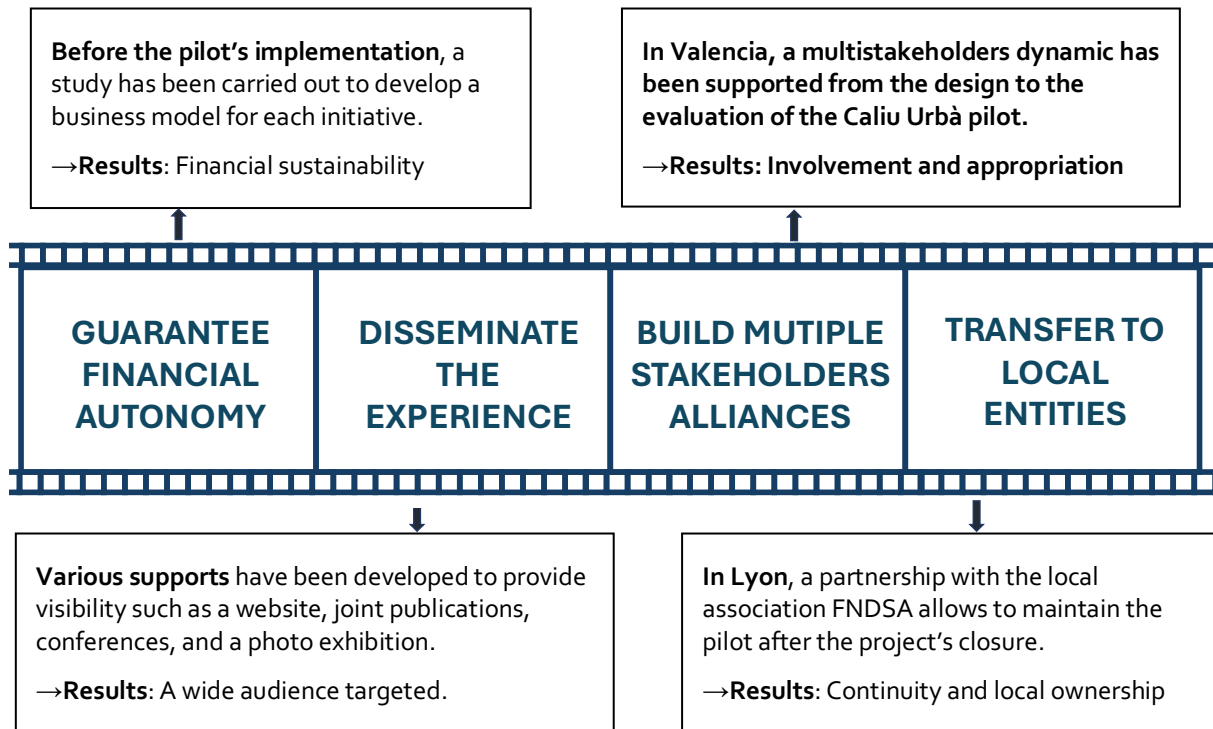 Before the pilot's implementation, a
study has been carried out to develop a
business model for each initiative.
→Results: Financial sustainability
In Valencia, a multistakeholders dynamic has
been supported from the design to the
evaluation of the Caliu Urbà pilot.
→Results: Involvement and appropriation
GUARANTEE
FINANCIAL
AUTONOMY
DISSEMINATE
THE
EXPERIENCE
BUILD MUTIPLE
STAKEHOLDERS
ALLIANCES
TRANSFER TO
LOCAL
ENTITIES
Various supports have been developed to provide
visibility such as a website, joint publications,
conferences, and a photo exhibition.
→Results: A wide audience targeted.
In Lyon, a partnership with the local
association FNDSA allows to maintain the
pilot after the project's closure.
→Results: Continuity and local ownership